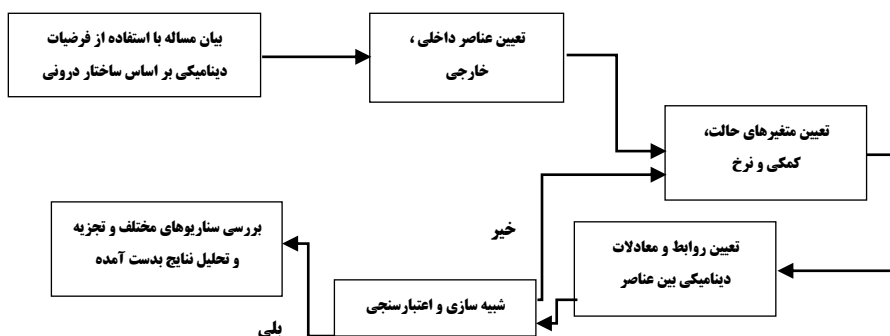 بیان مساله با استفاده از فرضیات
دینامیکی بر اساس ساختار درونی
تعیین عناصر داخلی ،
خارجی
تعیین متغیرهای حالت،
کمکی و نرخ
تعیین روابط و معادلات
دینامیکی بین عناصر
شبیه سازی و اعتبارسنجی
خیر
بلی
بررسی سناریوهای مختلف و تجزیه
و تحلیل نتایج بدست آمده